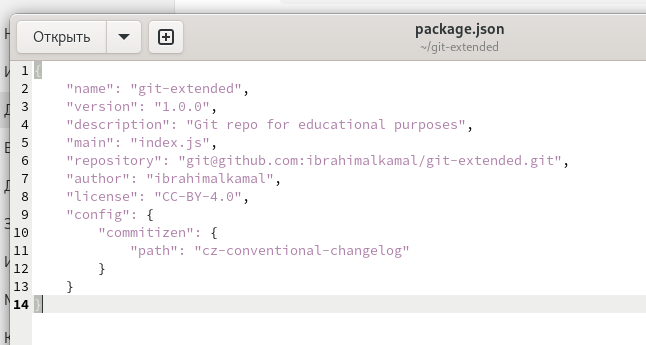 Открыть
package.json
~/git-extended
1 {
2 "name": "git-extended",
3 "version": "1.0.0",
4 "description": "Git repo for educational purposes",
5 "main": "index.js",
6 "repository": "git@github.com:ibrahimalkamal/git-extended.git",
7 "author": "ibrahimalkamal",
8 "license": "CC-BY-4.0",
9 "config": {
10 "commitizen": {
11 "path": "cz-conventional-changelog"
12 }
13 }
14 }